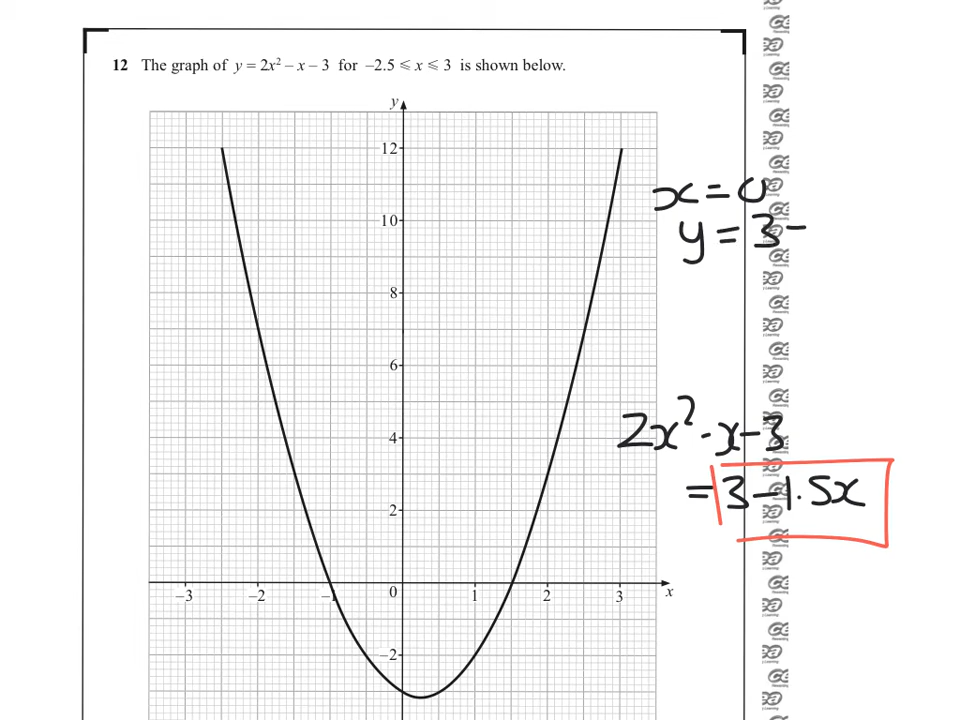 12 The graph of y = 2x² – x – 3 for –2.5 ⩽ x ⩽ 3 is shown below.
y
12
10
x = 0
y = 3 -
8
6
4
2x² - x - 3
= 3 - 1.5x
2
–3 –2 –1 0 1 2 3 x
–2